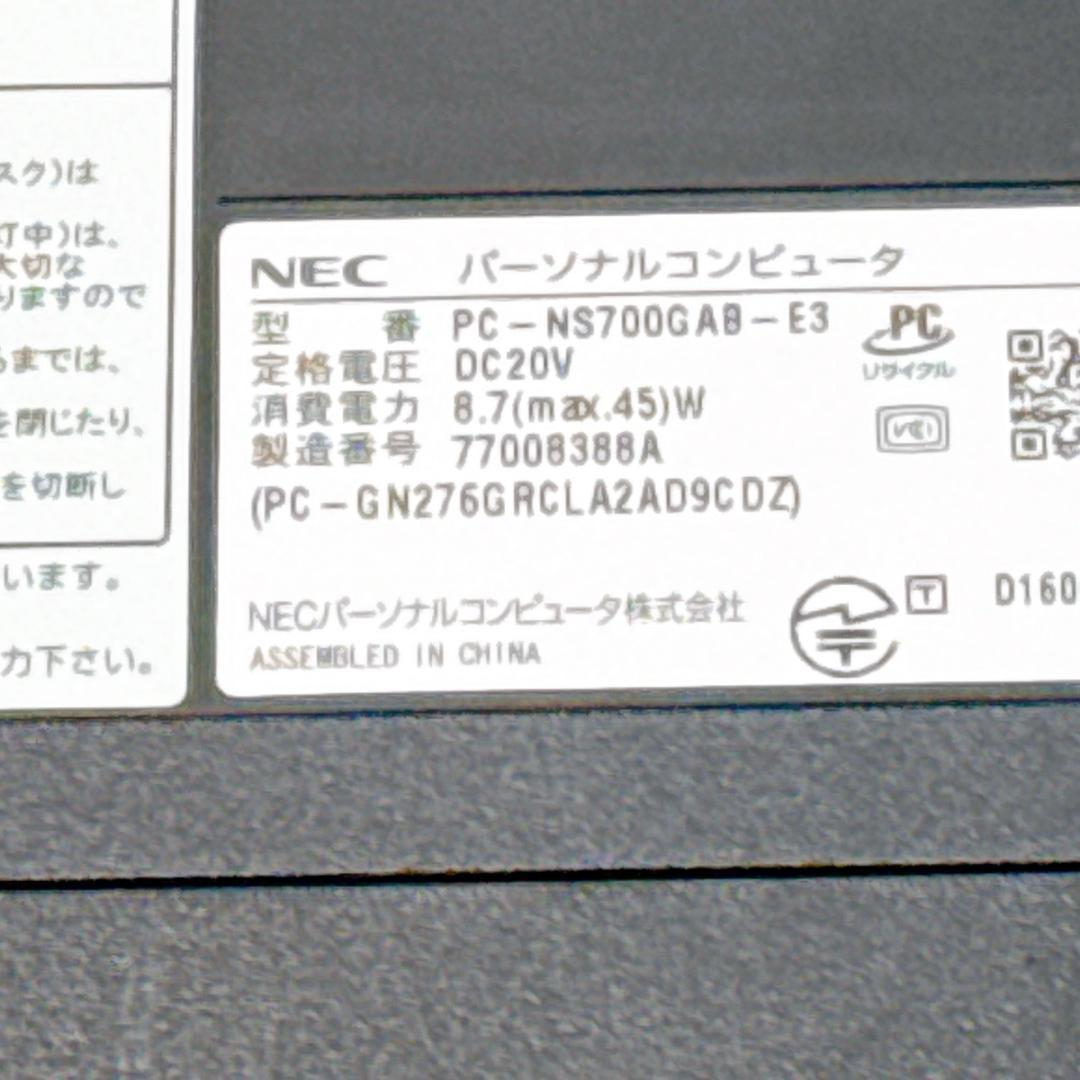 スク)は
灯中)は、
大切な
りますので
るまでは、
を閉じたり、
を切断し
います。
力下さい。
NEC パーソナルコンピュータ
型 番 PC-NS700GAB-E3
定格電圧 DC20V
消費電力 8.7(max.45)W
製造番号 77008388A
(PC-GN276GRCLA2AD9CDZ)
PC
リサイクル
VCI
NECパーソナルコンピュータ株式会社
ASSEMBLED IN CHINA
T D160